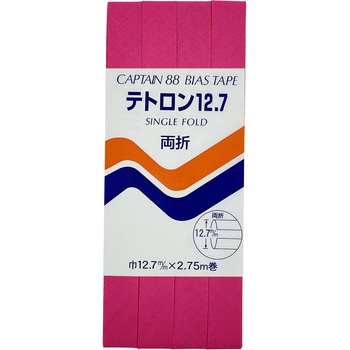 CAPTAIN 88 BIAS TAPE
テトロン12.7
SINGLE FOLD
両折
両折
12.7m/m
巾12.7m/m×2.75m巻